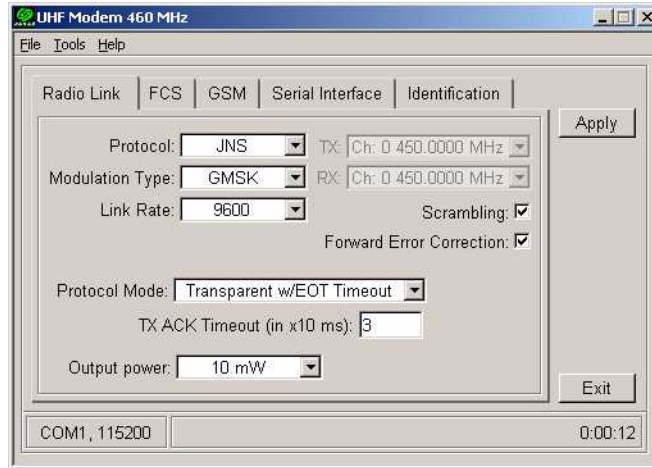 UHF Modem 460 MHz
File Tools Help
Radio Link FCS GSM Serial Interface Identification
Apply
Protocol: JNS TX: Ch: 0 450.0000 MHz
Modulation Type: GMSK RX: Ch: 0 450.0000 MHz
Link Rate: 9600 Scrambling:
Forward Error Correction:
Protocol Mode: Transparent w/EOT Timeout
TX ACK Timeout (in x10 ms): 3
Output power: 10 mW
Exit
COM1, 115200 0:00:12